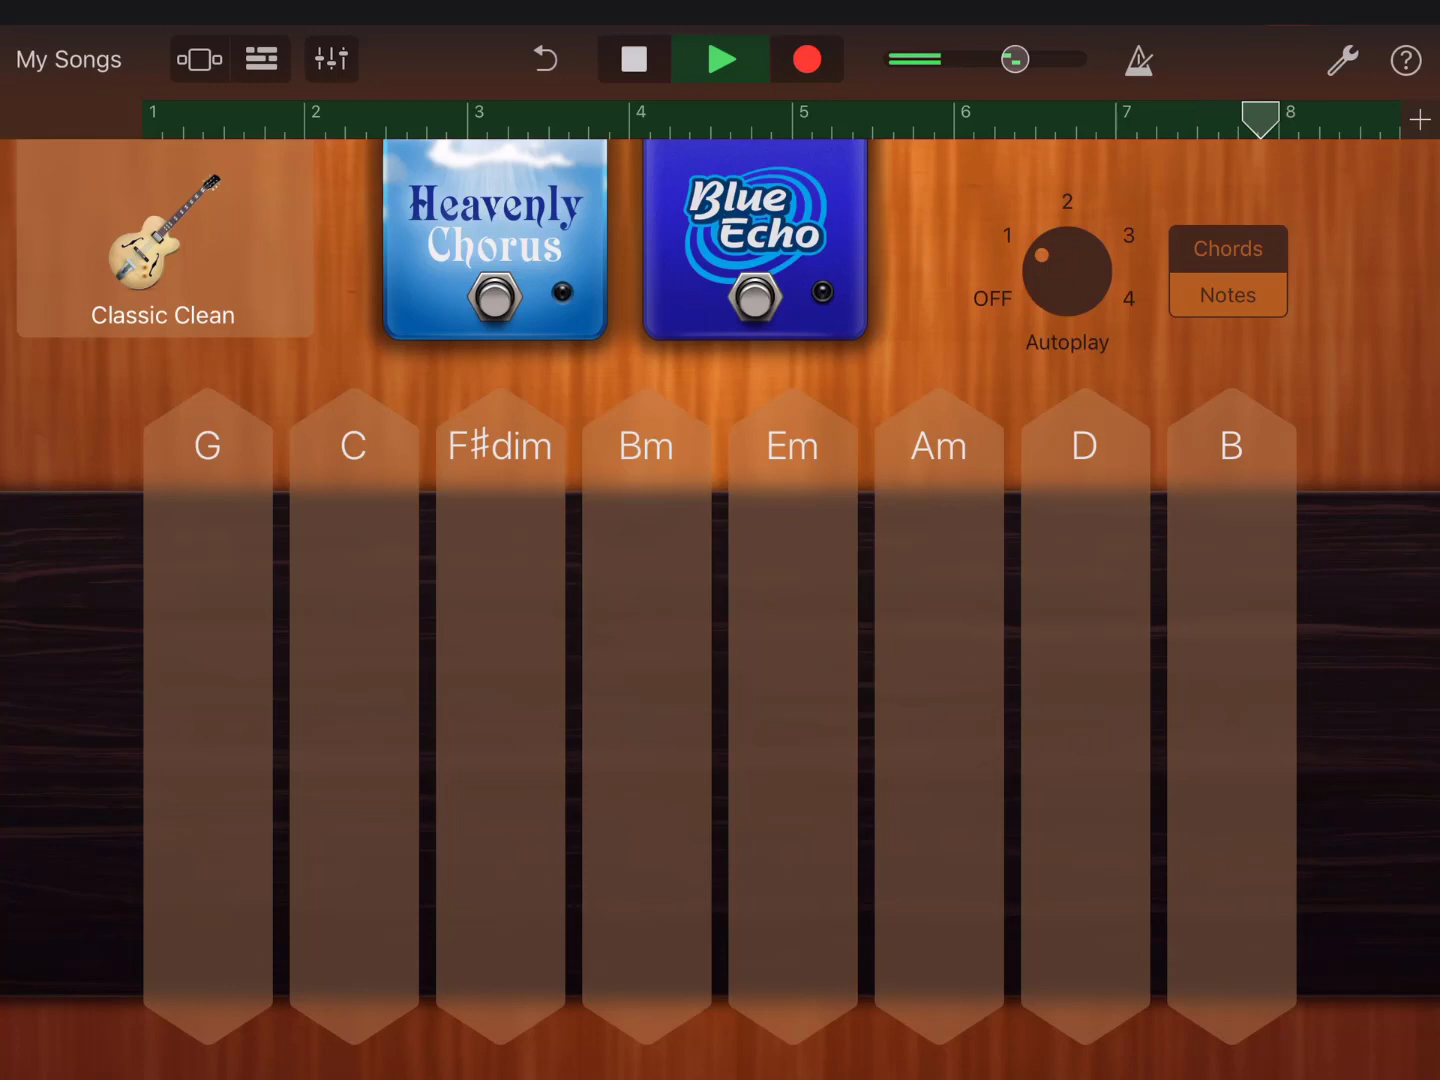 My Songs
?
1 2 3 4 5 6 7 8
Heavenly
Chorus
Blue
Echo
Classic Clean
OFF 1 2 3 4
Autoplay
Chords
Notes
G C F♯dim Bm Em Am D B